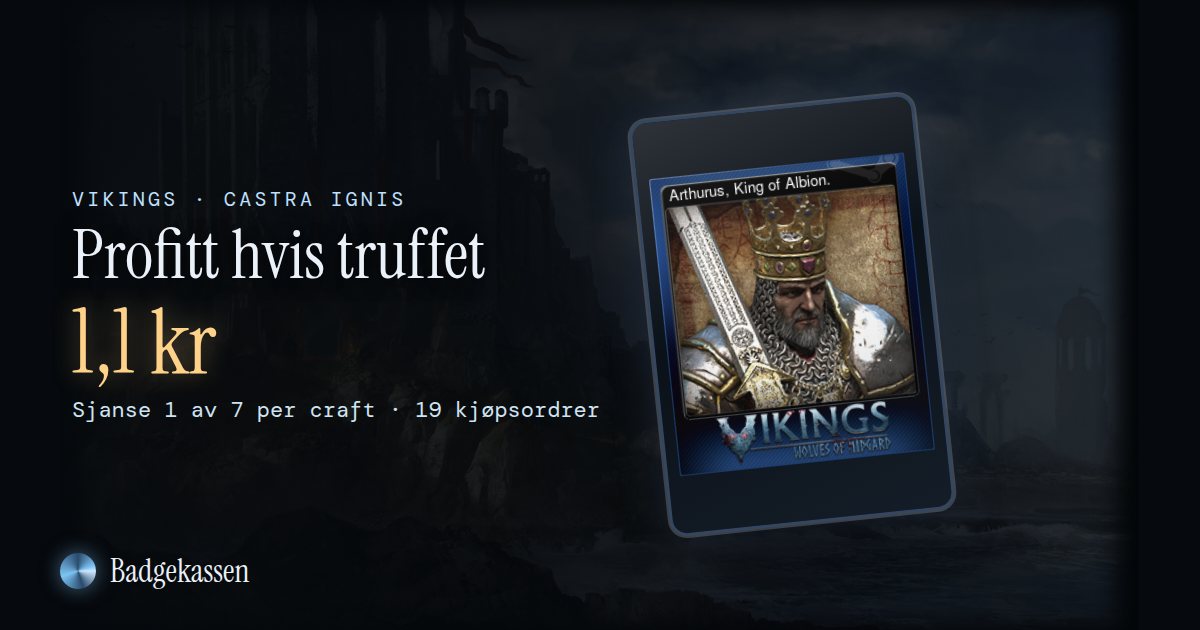 VIKINGS · CASTRA IGNIS
Profitt hvis truffet
1,1 kr
Sjanse 1 av 7 per craft · 19 kjøpsordrer
Arthurus, King of Albion.
VIKINGS
WOLVES OF MIDGARD
Badgekassen